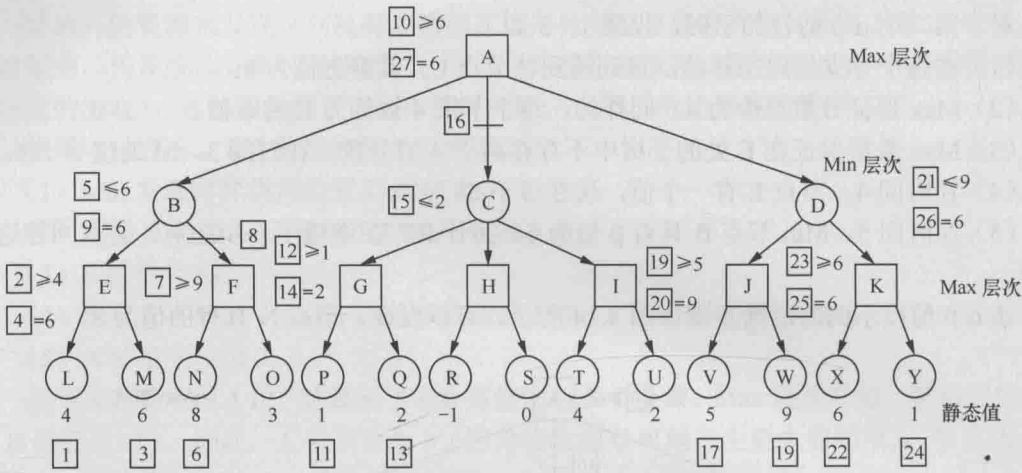 10 ≥6
27 =6
A
Max 层次
16
Min 层次
5 ≤6
9 =6
B
15 ≤2
C
D
21 ≤9
26 =6
8
2 ≥4
4 =6
E
7 ≥9
F
12 ≥1
14 =2
G
H
I
19 ≥5
20 =9
J
23 ≥6
25 =6
K
Max 层次
L M N O P Q R S T U V W X Y
4 6 8 3 2 −1 0 4 2 5 9 6 1 静态值
1 3 6 11 13 17 19 22 24